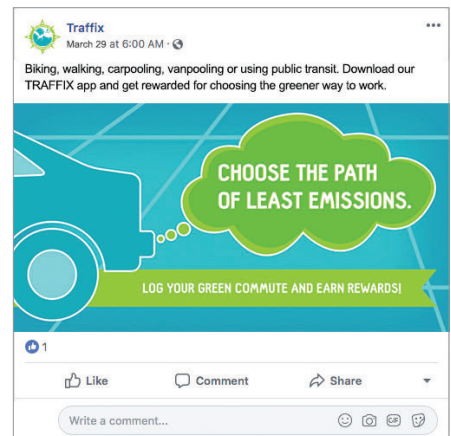 Traffix
March 29 at 6:00 AM ·
Biking, walking, carpooling, vanpooling or using public transit. Download our
TRAFFIX app and get rewarded for choosing the greener way to work.
CHOOSE THE PATH
OF LEAST EMISSIONS.
LOG YOUR GREEN COMMUTE AND EARN REWARDS!
1
Like Comment Share
Write a comment...
GIF